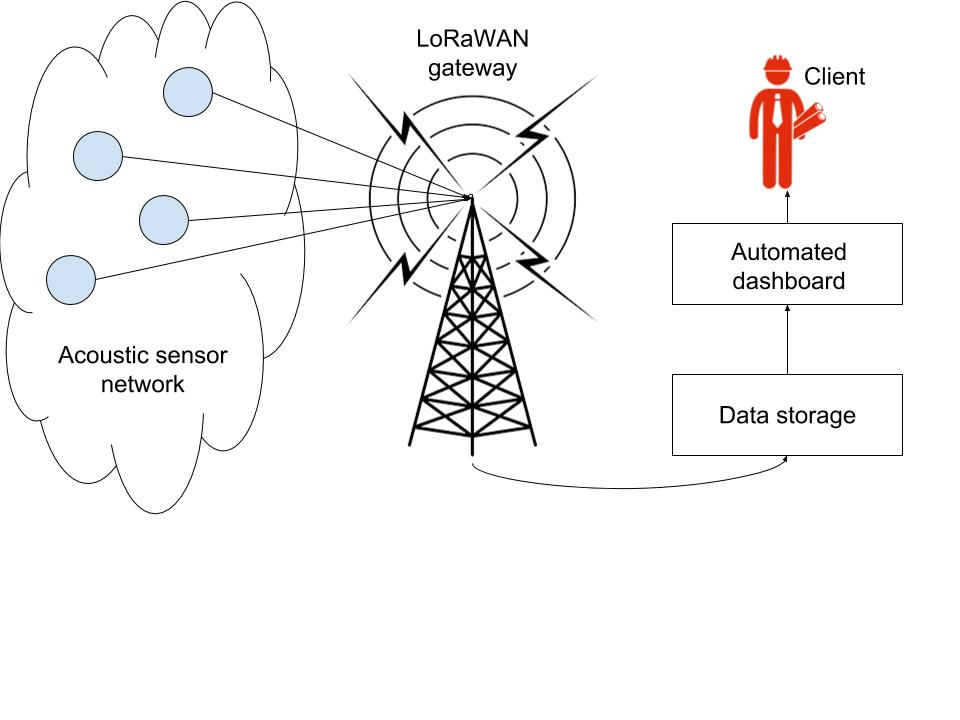 LoRaWAN
gateway
Client
Automated
dashboard
Acoustic sensor
network
Data storage